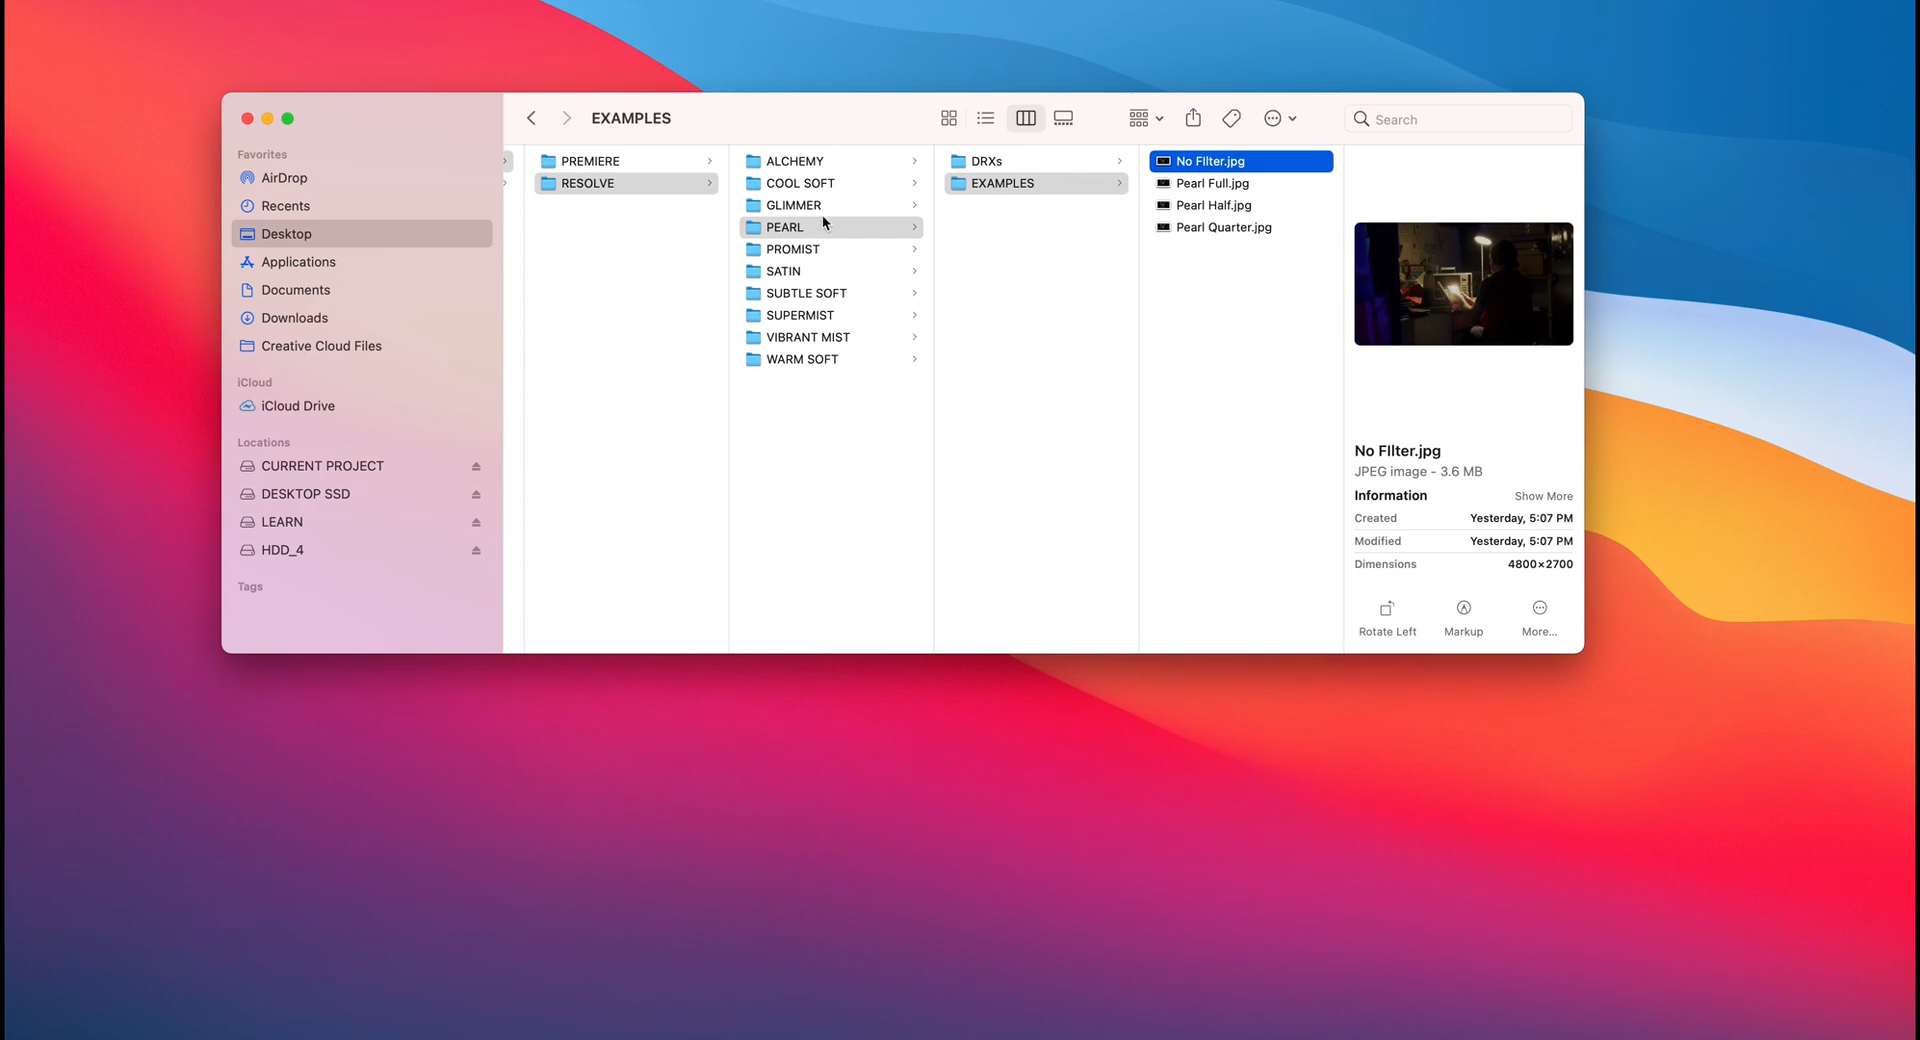 EXAMPLES
Search
Favorites
AirDrop
Recents
Desktop
Applications
Documents
Downloads
Creative Cloud Files
iCloud
iCloud Drive
Locations
CURRENT PROJECT
DESKTOP SSD
LEARN
HDD_4
Tags
PREMIERE
RESOLVE
ALCHEMY
COOL SOFT
GLIMMER
PEARL
PROMIST
SATIN
SUBTLE SOFT
SUPERMIST
VIBRANT MIST
WARM SOFT
DRXs
EXAMPLES
No FIlter.jpg
Pearl Full.jpg
Pearl Half.jpg
Pearl Quarter.jpg
No FIlter.jpg
JPEG image - 3.6 MB
Information Show More
Created Yesterday, 5:07 PM
Modified Yesterday, 5:07 PM
Dimensions 4800×2700
Rotate Left Markup More...